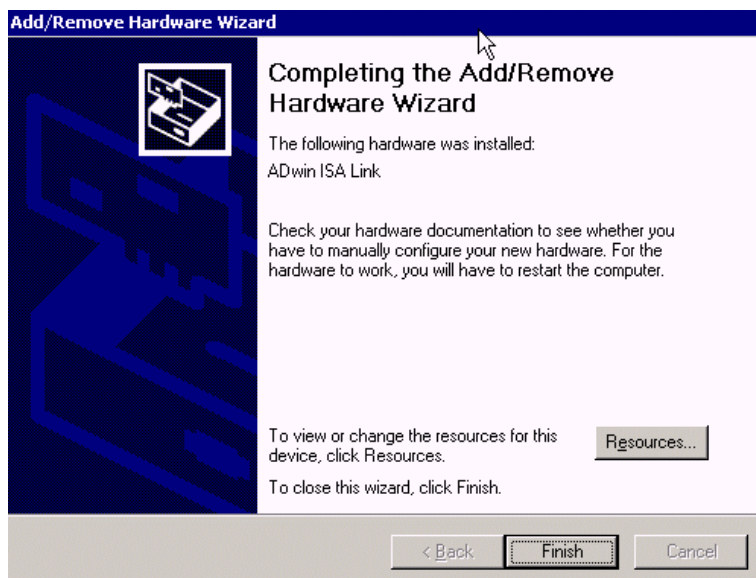 Add/Remove Hardware Wizard
Completing the Add/Remove
Hardware Wizard
The following hardware was installed:
ADwin ISA Link
Check your hardware documentation to see whether you
have to manually configure your new hardware. For the
hardware to work, you will have to restart the computer.
To view or change the resources for this
device, click Resources.
Resources...
To close this wizard, click Finish.
< Back
Finish
Cancel